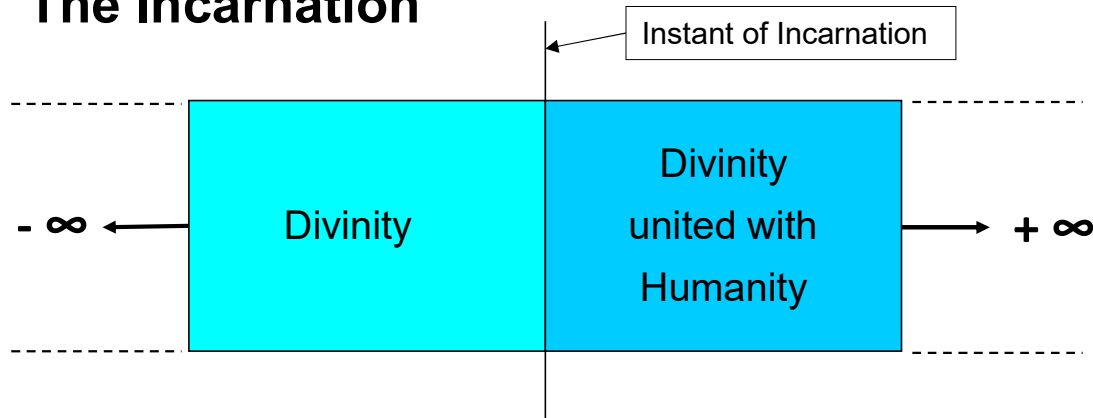 The Incarnation
Instant of Incarnation
Divinity
Divinity
united with
Humanity
- ∞
+ ∞